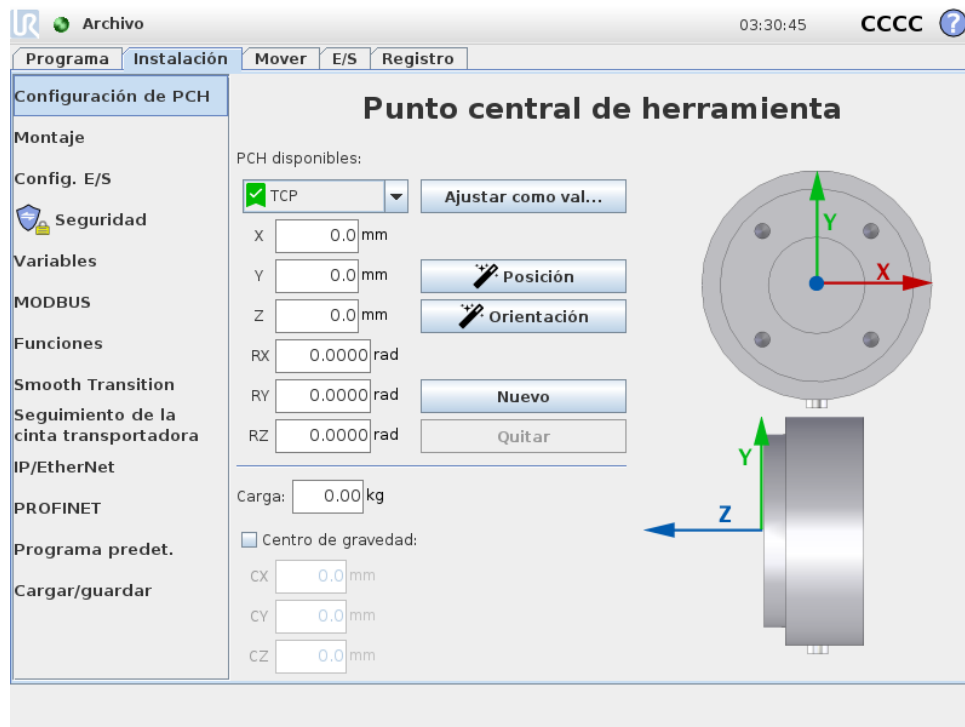 UR Archivo 03:30:45 CCCC ?
Programa Instalación Mover E/S Registro
Configuración de PCH
Montaje
Config. E/S
Seguridad
Variables
MODBUS
Funciones
Smooth Transition
Seguimiento de la
cinta transportadora
IP/EtherNet
PROFINET
Programa predet.
Cargar/guardar
Punto central de herramienta
PCH disponibles:
TCP Ajustar como val...
X 0.0 mm
Y 0.0 mm Posición
Z 0.0 mm Orientación
RX 0.0000 rad
RY 0.0000 rad Nuevo
RZ 0.0000 rad Quitar
Carga: 0.00 kg
Centro de gravedad:
CX 0.0 mm
CY 0.0 mm
CZ 0.0 mm
Y
X
Y
Z